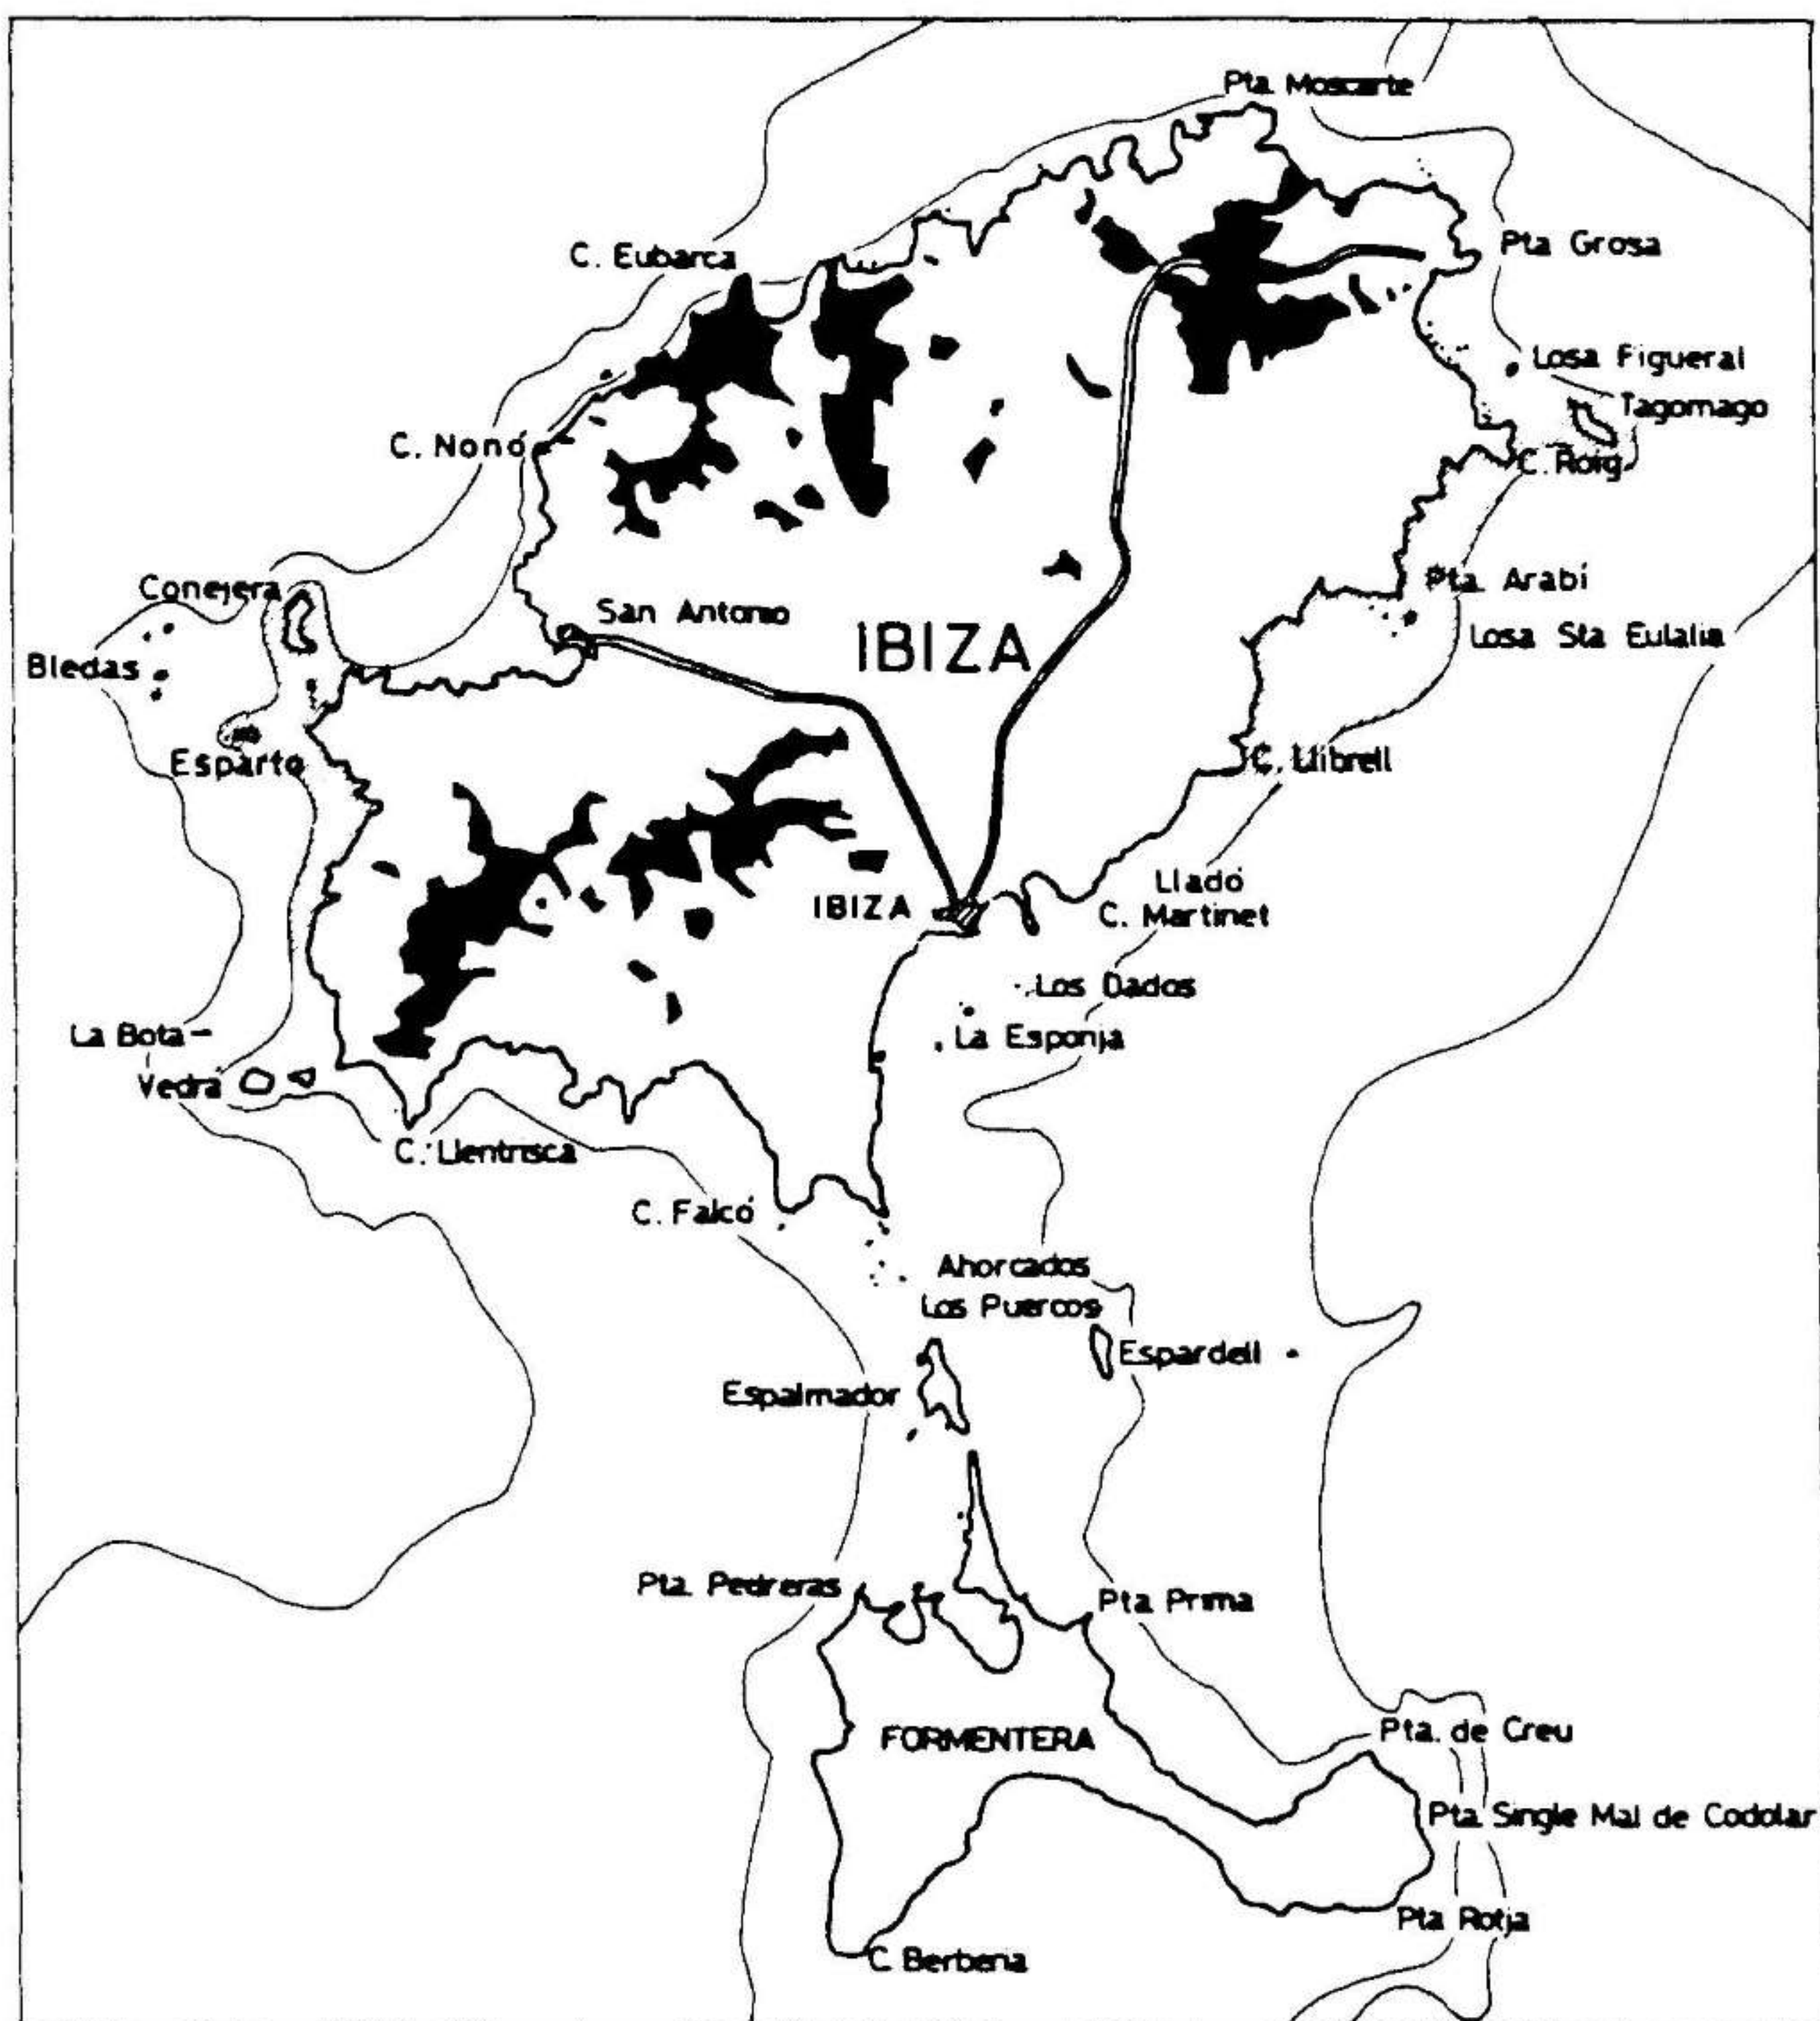 Pta Moscarte
C. Eubarca
Pta Grosa
Losa Figueral
Tagomago
C. Nonó
C. Roig
Conejera
San Antonio
Pta. Arabí
IBIZA
Losa Sta Eulalia
Bledas
Esparto
C. Llibrell
Lladó
IBIZA
C. Martinet
Los Dados
La Bota
La Esponja
Vedrá
C. Llentrisca
C. Falcó
Ahorcados
Los Puercos
Espardell
Espalmador
Pta Pedreras
Pta Prima
FORMENTERA
Pta. de Creu
Pta Single Mal de Codolar
Pta Rotja
C Berberia